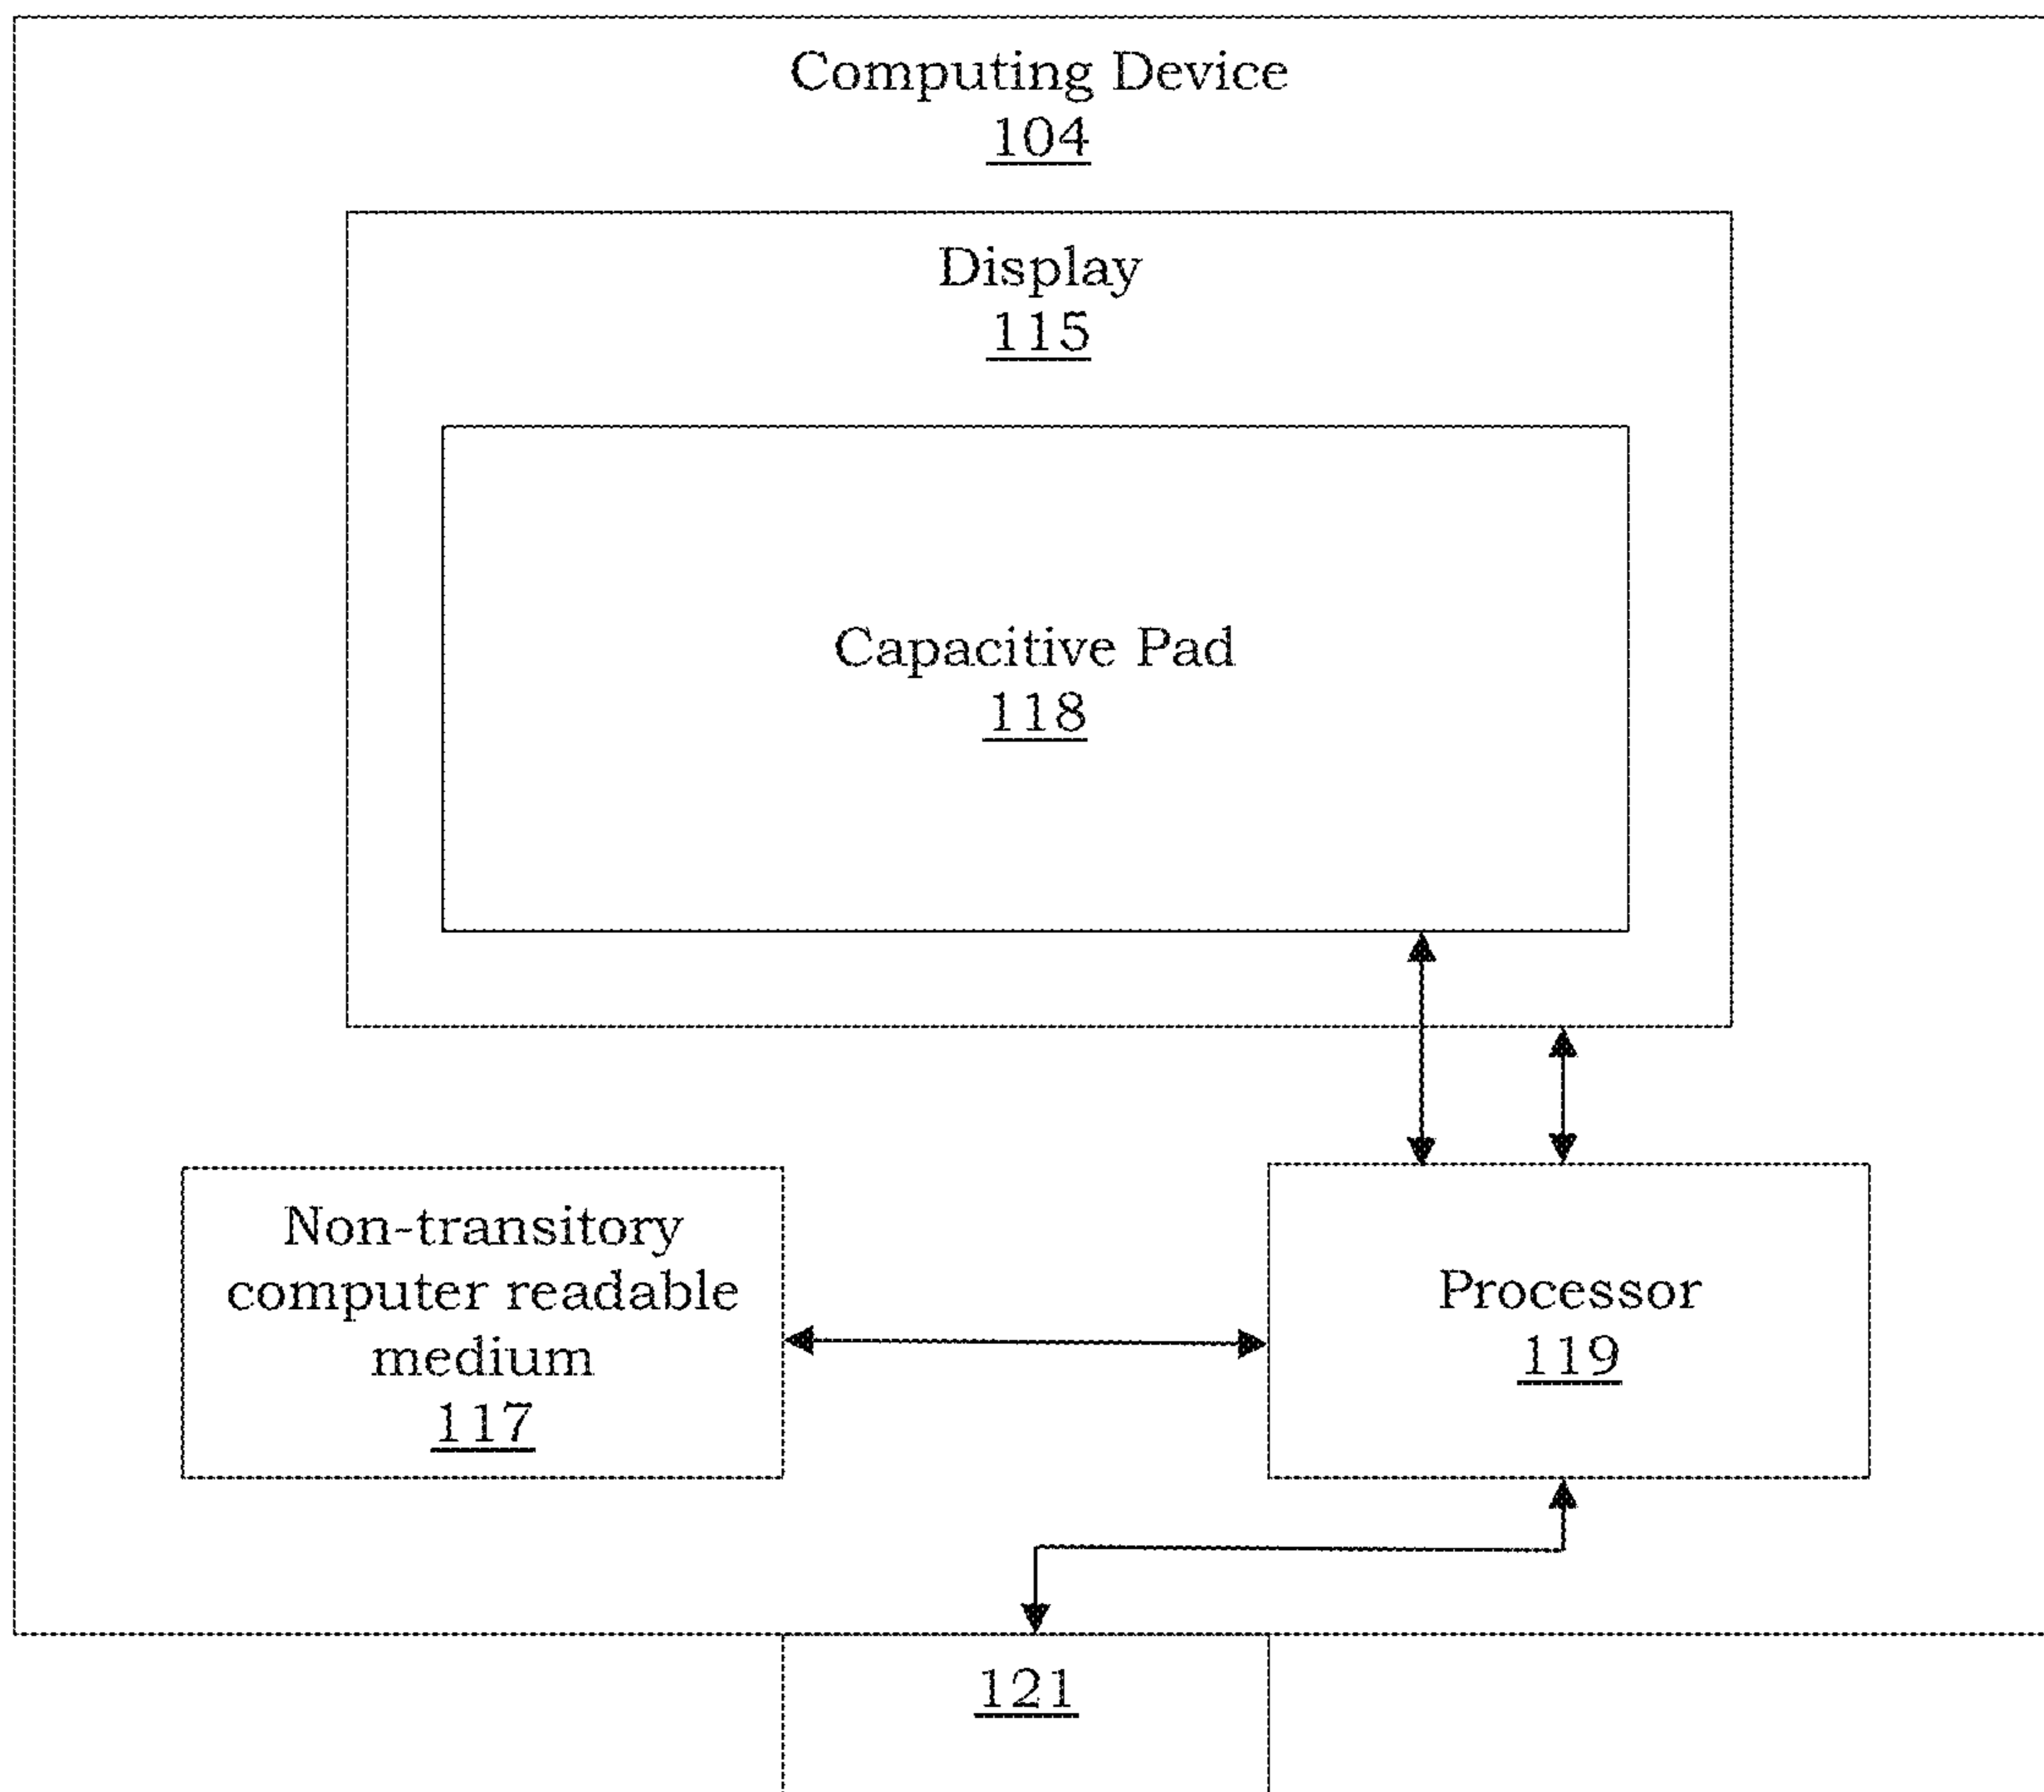 Computing Device
104
Display
115
Capacitive Pad
118
Non-transitory
computer readable
medium
117
Processor
119
121